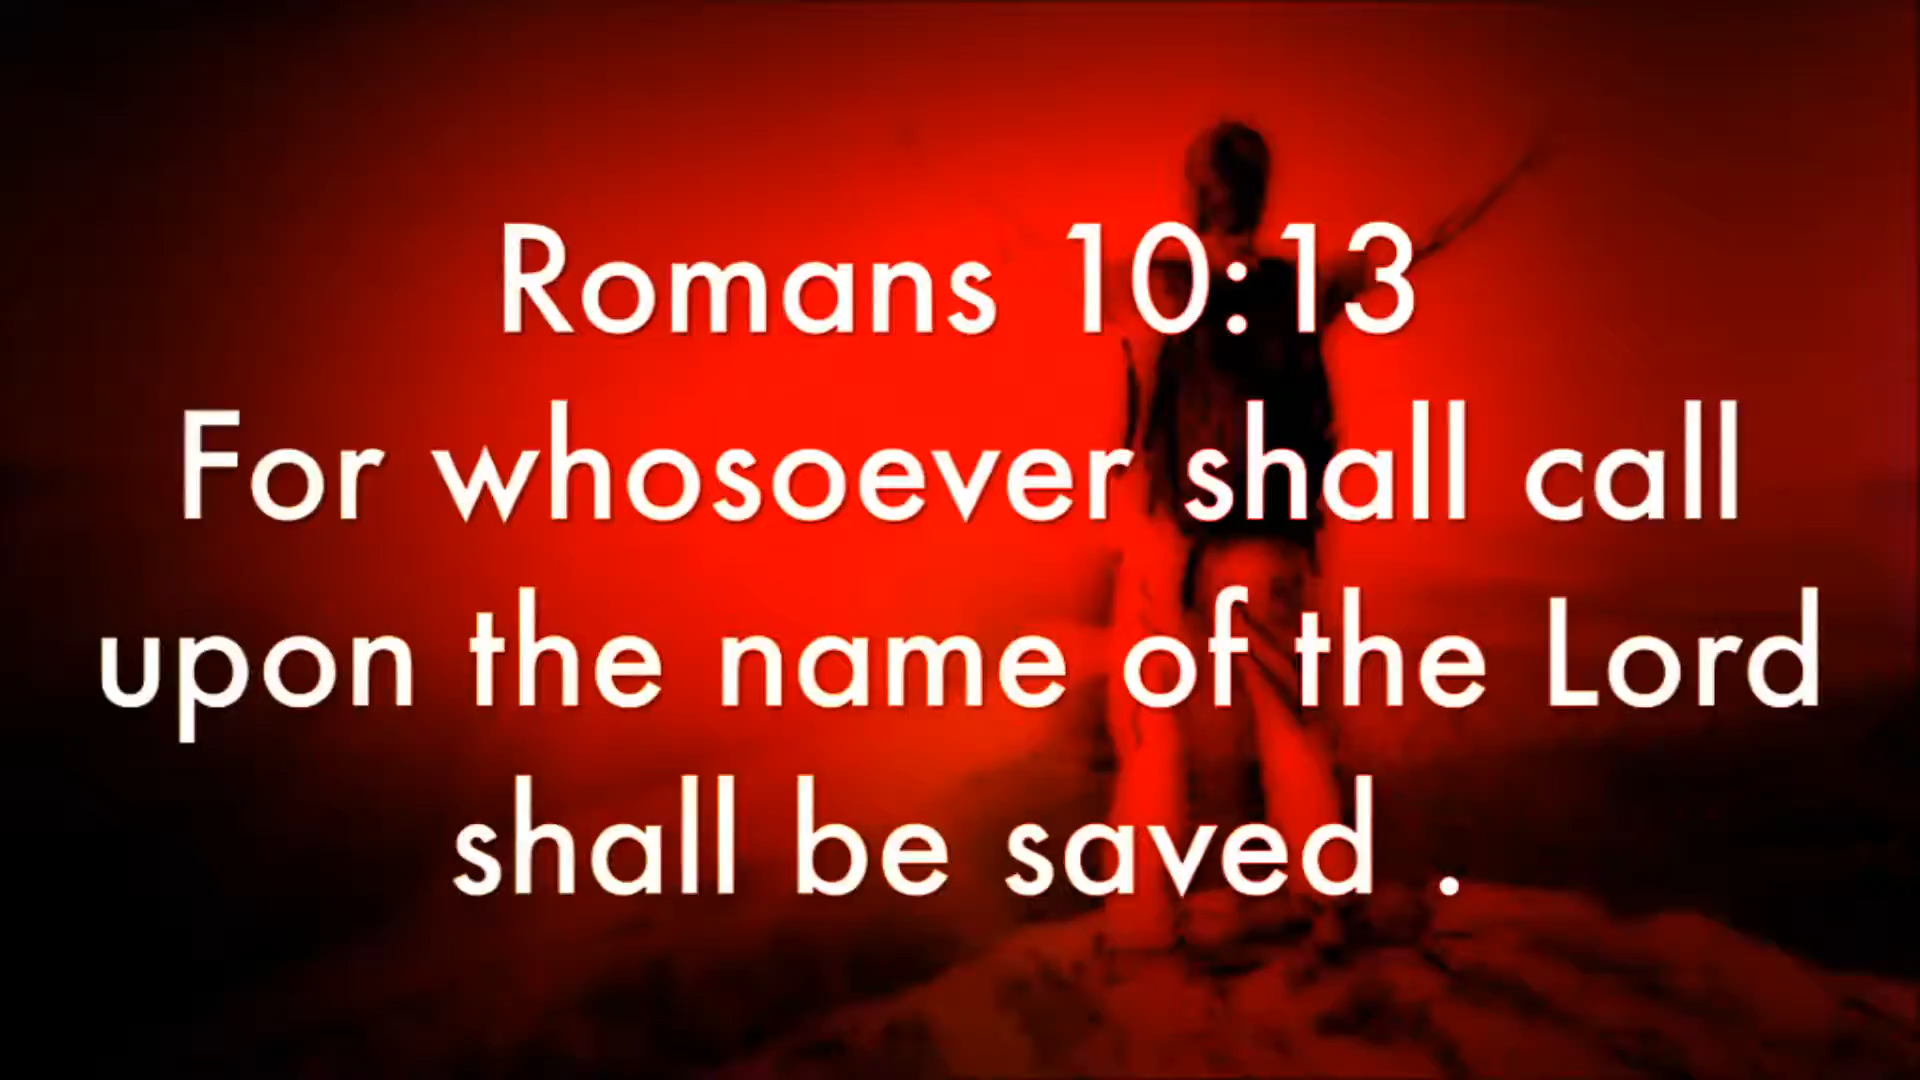 Romans 10:13
For whosoever shall call
upon the name of the Lord
shall be saved .